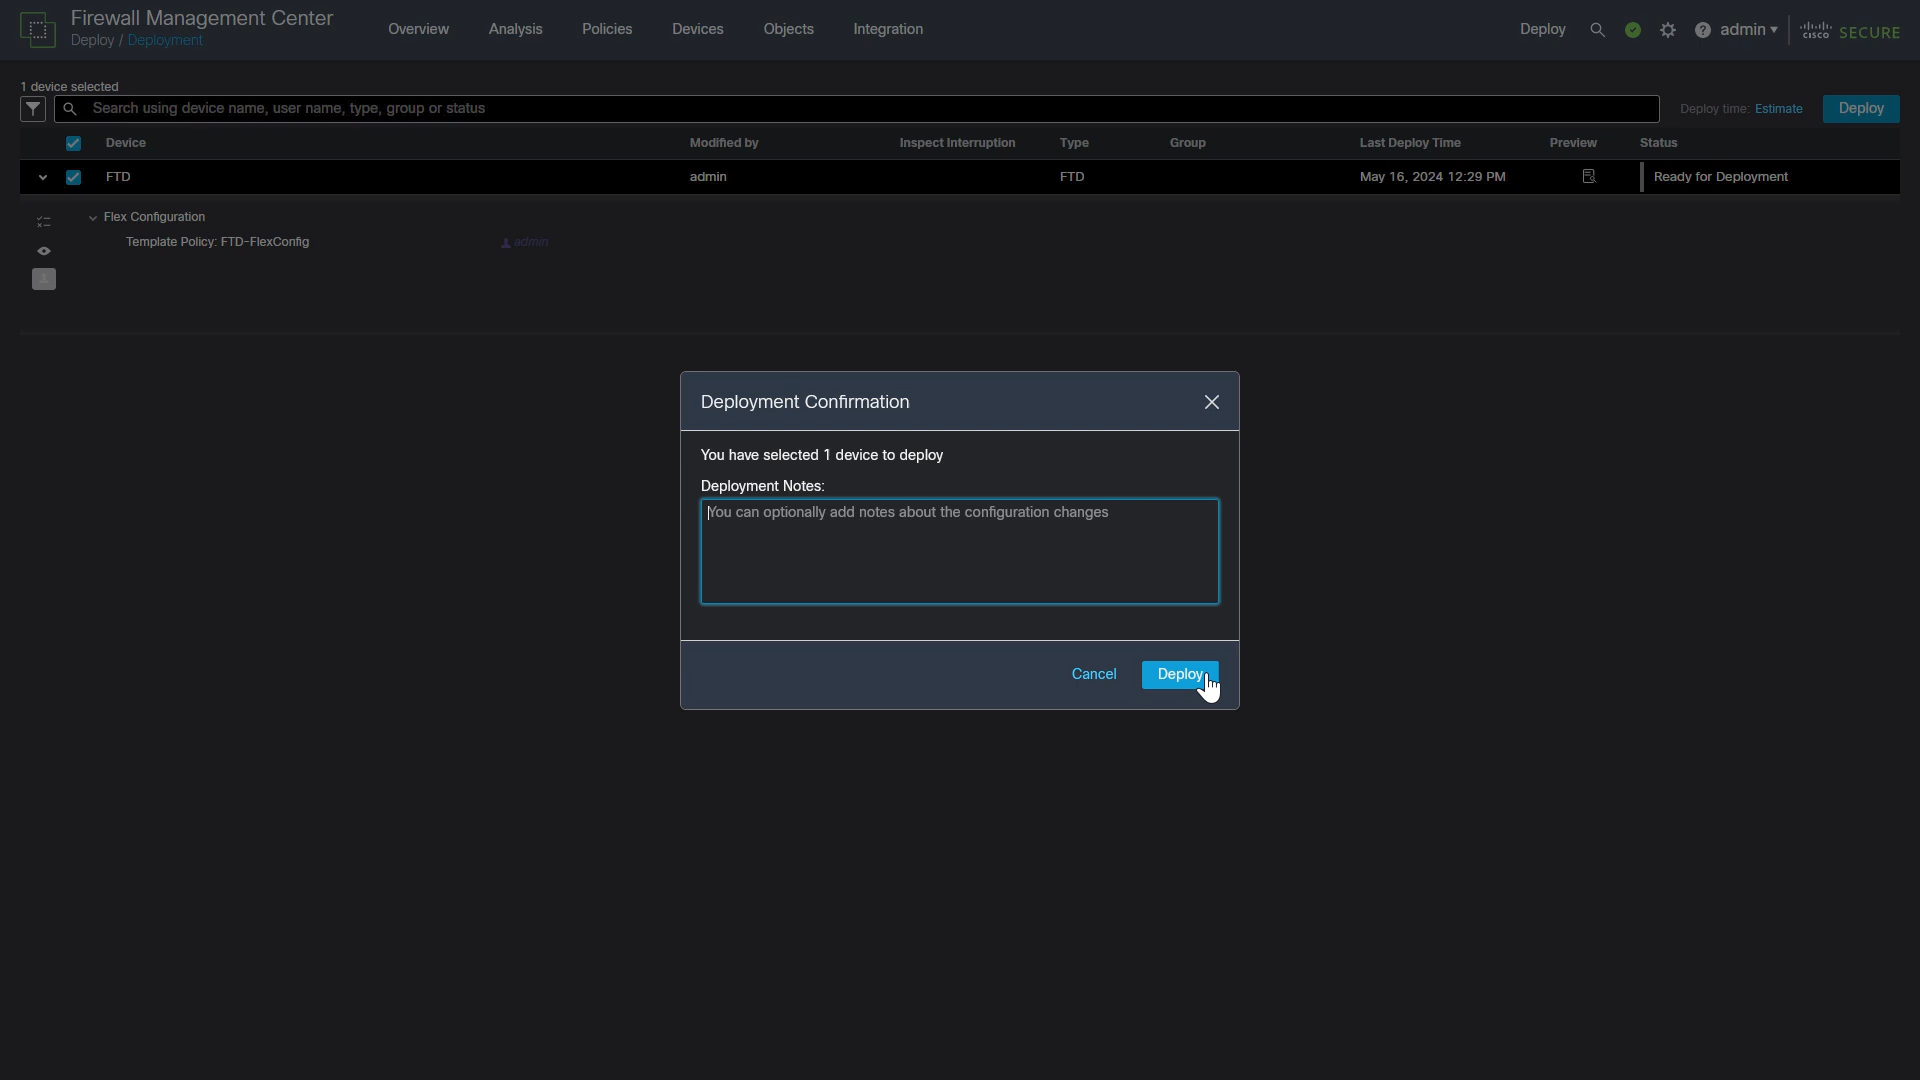 Firewall Management Center
Deploy / Deployment
Overview
Analysis
Policies
Devices
Objects
Integration
Deploy
admin
cisco SECURE
1 device selected
Search using device name, user name, type, group or status
Deploy time: Estimate
Deploy
Device
Modified by
Inspect Interruption
Type
Group
Last Deploy Time
Preview
Status
FTD
admin
FTD
May 16, 2024 12:29 PM
Ready for Deployment
Flex Configuration
Template Policy: FTD-FlexConfig
admin
Deployment Confirmation
You have selected 1 device to deploy
Deployment Notes:
You can optionally add notes about the configuration changes
Cancel
Deploy